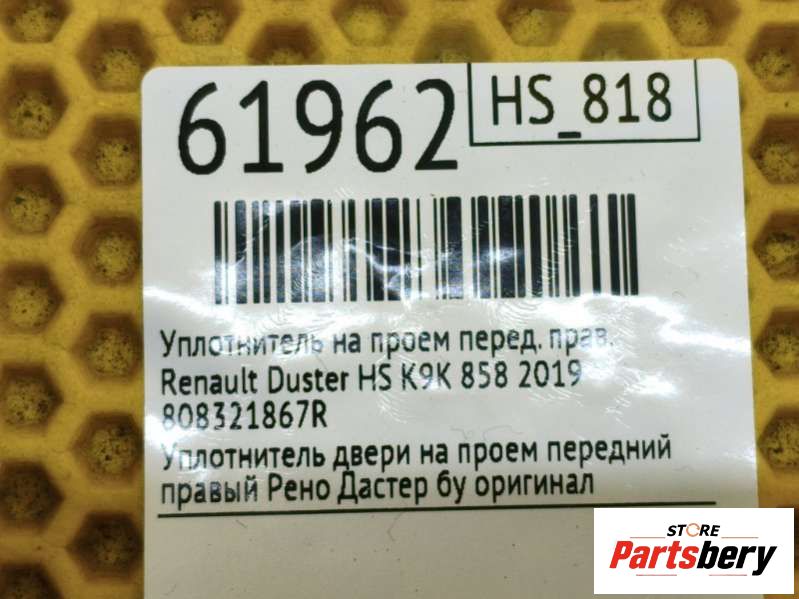 61962
HS_818
Уплотнитель на проем перед. прав.
Renault Duster HS K9K 858 2019
808321867R
Уплотнитель двери на проем передний
правый Рено Дастер бу оригинал
STORE
Partsbery